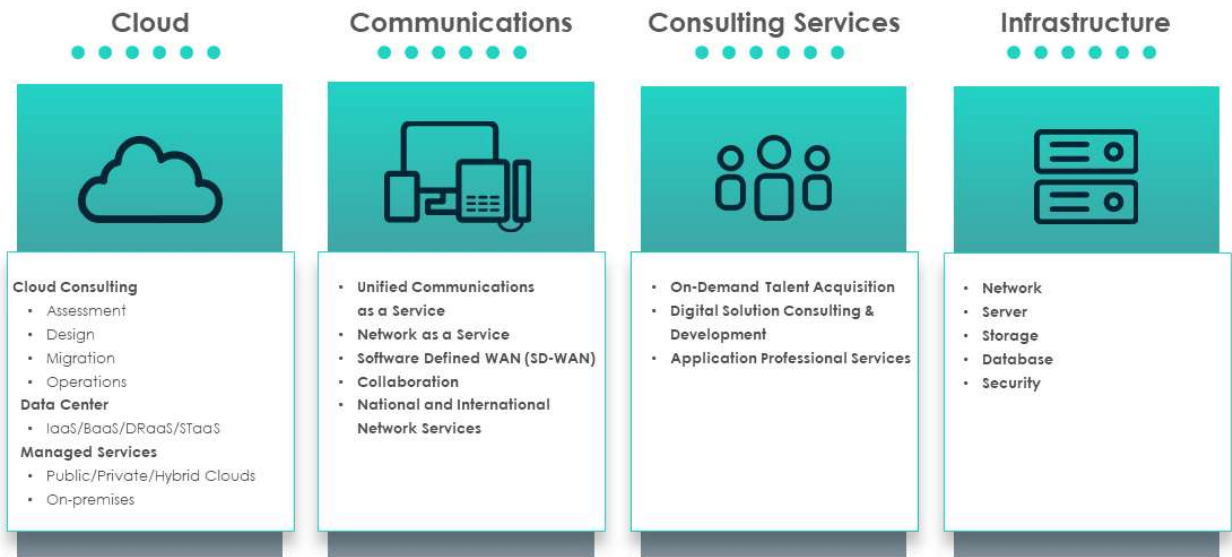 Cloud
Cloud Consulting
• Assessment
• Design
• Migration
• Operations
Data Center
• IaaS/BaaS/DRaaS/STaaS
Managed Services
• Public/Private/Hybrid Clouds
• On-premises
Communications
• Unified Communications
as a Service
• Network as a Service
• Software Defined WAN (SD-WAN)
• Collaboration
• National and International
Network Services
Consulting Services
• On-Demand Talent Acquisition
• Digital Solution Consulting &
Development
• Application Professional Services
Infrastructure
• Network
• Server
• Storage
• Database
• Security